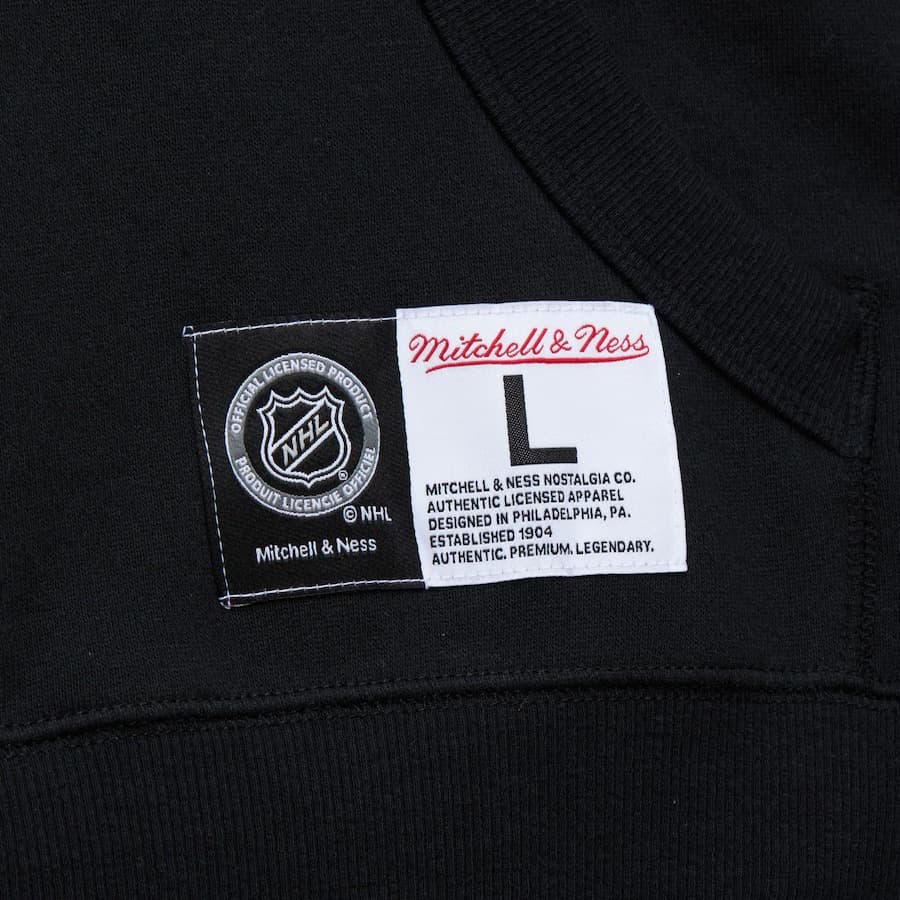 OFFICIAL LICENSED PRODUCT
NHL
®
PRODUIT LICENCIE OFFICIEL
© NHL
Mitchell & Ness
Mitchell & Ness
L
MITCHELL & NESS NOSTALGIA CO.
AUTHENTIC LICENSED APPAREL
DESIGNED IN PHILADELPHIA, PA.
ESTABLISHED 1904
AUTHENTIC. PREMIUM. LEGENDARY.